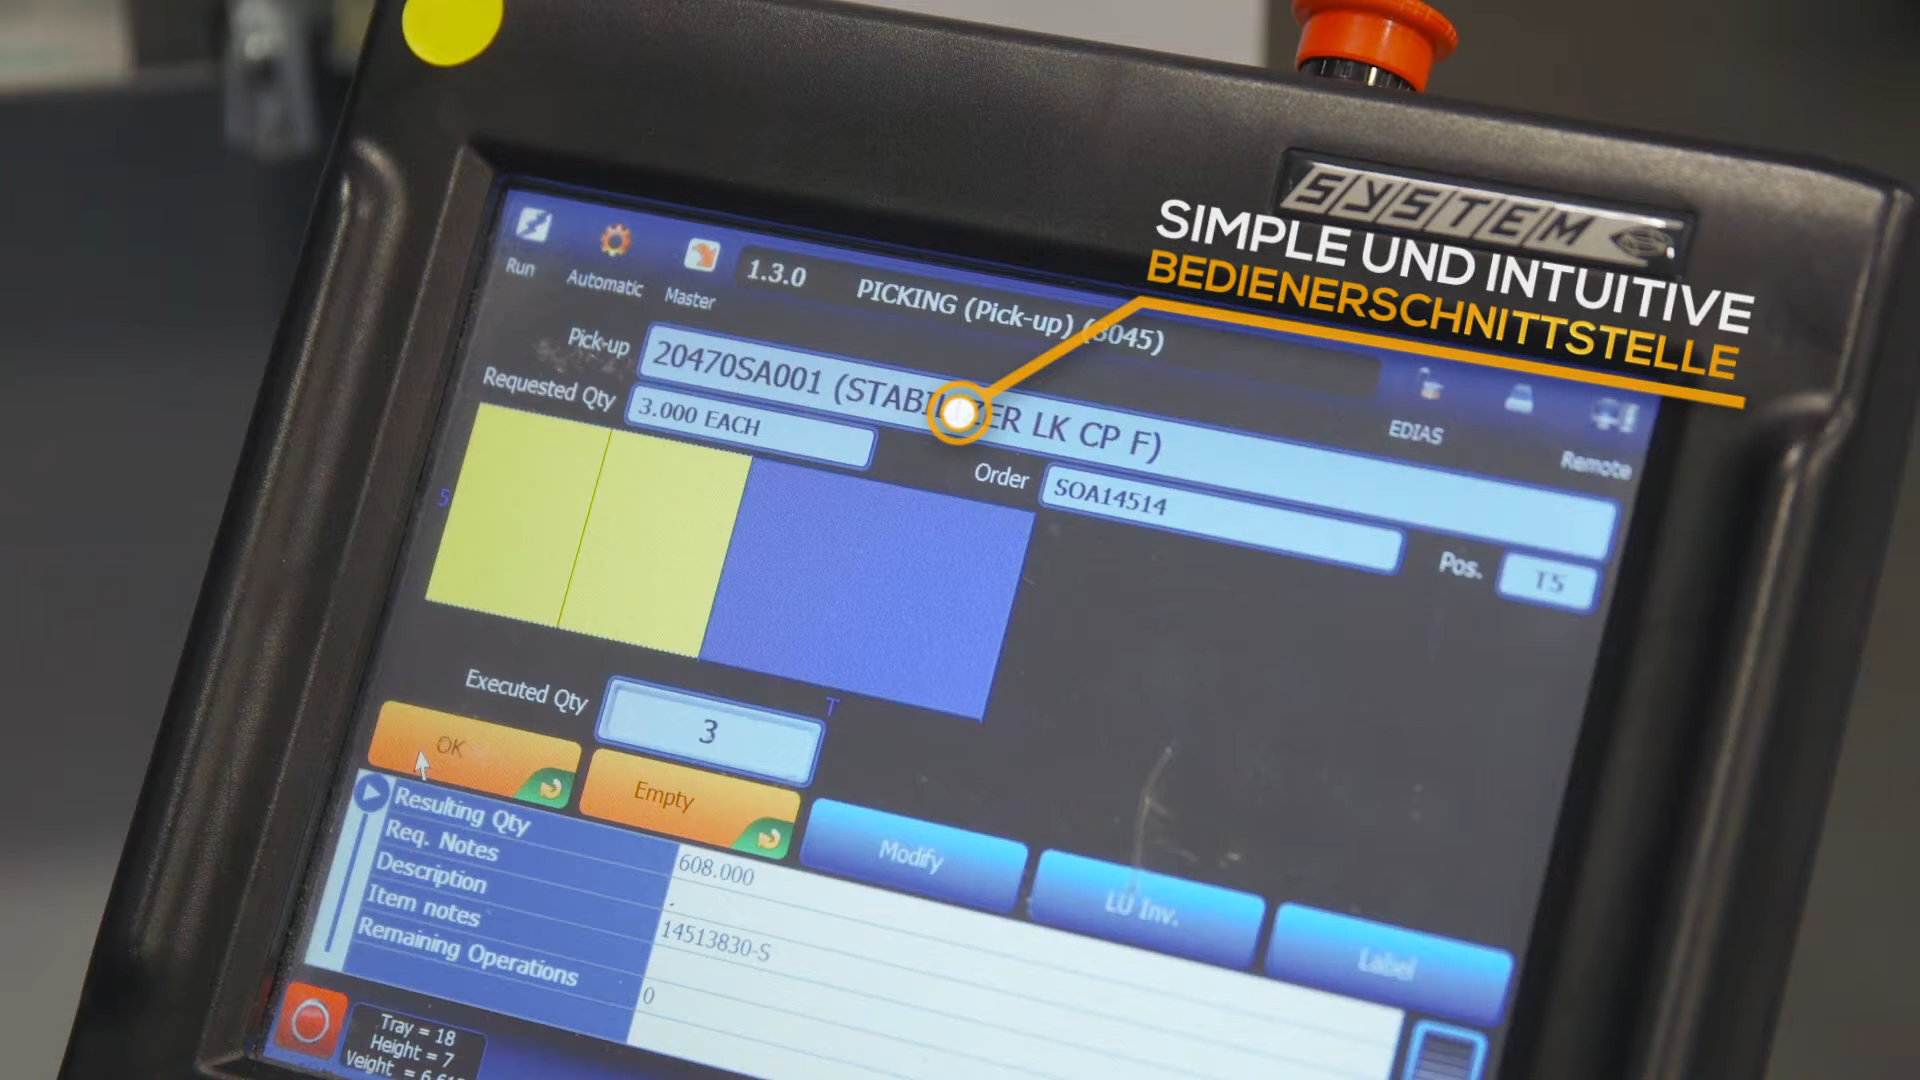 SYSTEM
SIMPLE UND INTUITIVE
BEDIENERSCHNITTSTELLE
Run
Automatic
Master
1.3.0
PICKING (Pick-up)
EDIAS
Remote
Pick-up
20470SA001 LK CP F)
Requested Qty
3.000 EACH
Order
SOA14514
Pos.
T5
5
T
Executed Qty
3
OK
Empty
Modify
LU Inv.
Label
Resulting Qty
608.000
Req. Notes
.
Description
14513830-S
Item notes
Remaining Operations
0
Tray = 18
Height = 7